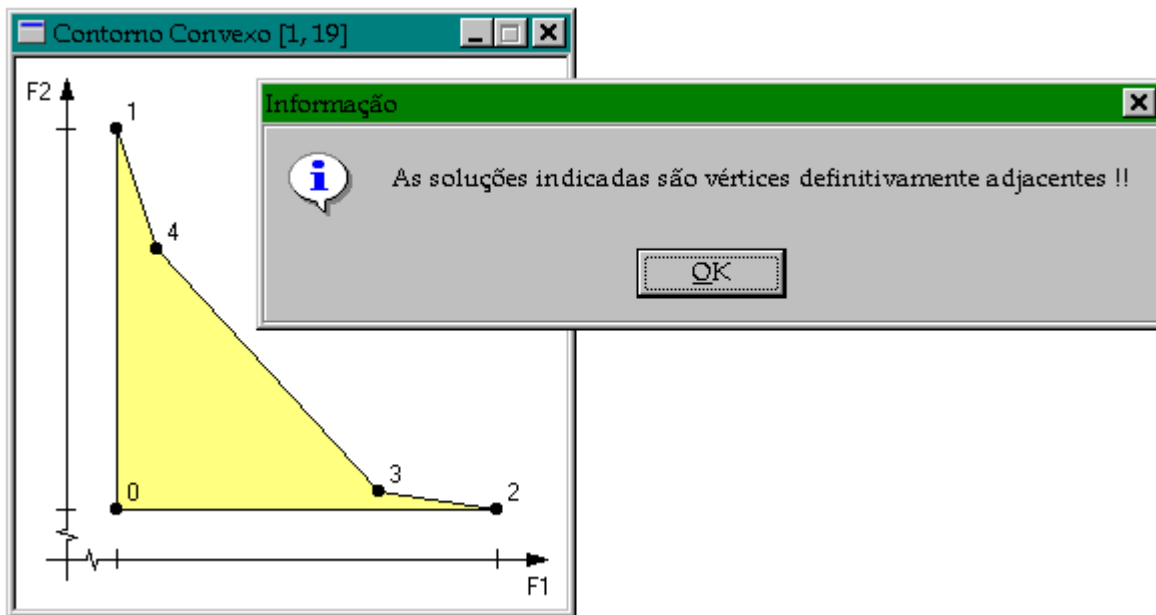 Contorno Convexo [1, 19]
F2
1
Informação
As soluções indicadas são vértices definitivamente adjacentes !!
OK
4
3
0
2
F1